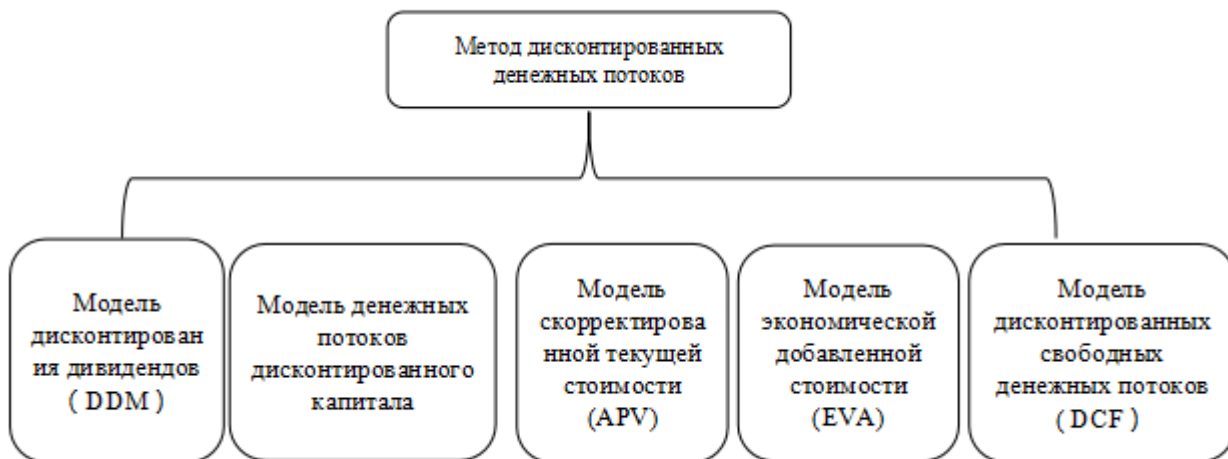 Метод дисконтированных
денежных потоков
Модель
дисконтирован
ия дивидендов
( DDM )
Модель денежных
потоков
дисконтированного
капитала
Модель
скорректирова
нной текущей
стоимости
(APV)
Модель
экономической
добавленной
стоимости
(EVA)
Модель
дисконтированных
свободных
денежных потоков
( DCF )